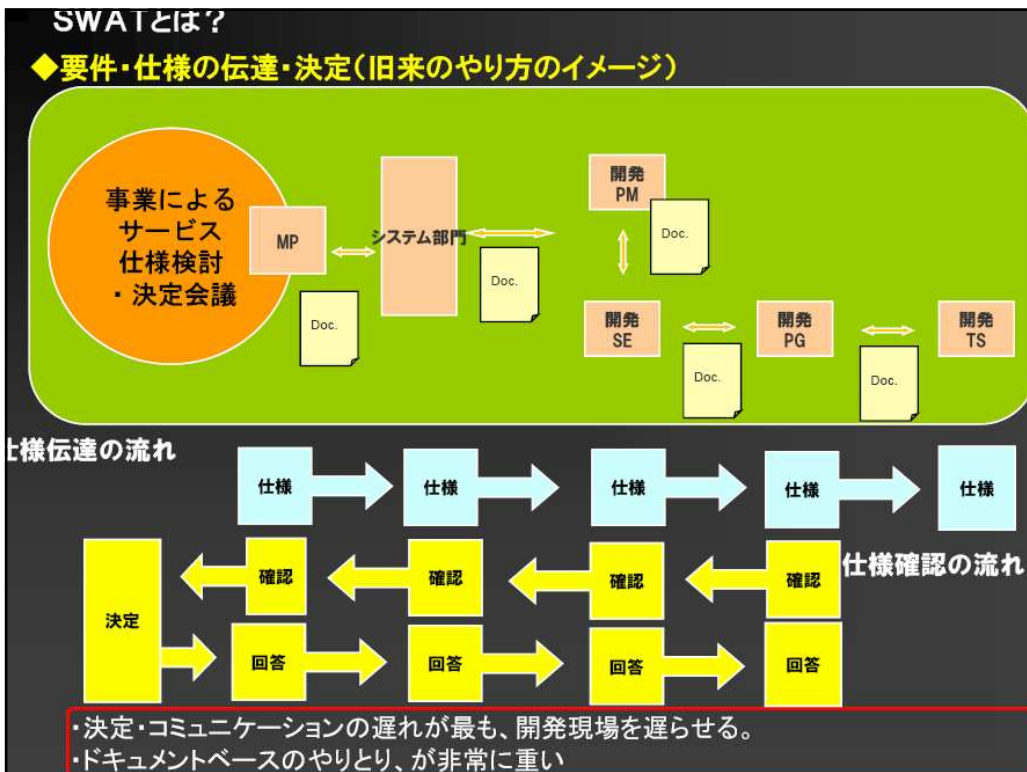 SWATとは？
◆要件・仕様の伝達・決定（旧来のやり方のイメージ）
事業による
サービス
仕様検討
・決定会議
MP
システム部門
開発
PM
Doc.
Doc.
Doc.
開発
SE
開発
PG
開発
TS
Doc.
Doc.
仕様伝達の流れ
仕様
仕様
仕様
仕様
仕様
確認
確認
確認
確認
仕様確認の流れ
決定
回答
回答
回答
回答
・決定・コミュニケーションの遅れが最も、開発現場を遅らせる。
・ドキュメントベースのやりとり、が非常に重い